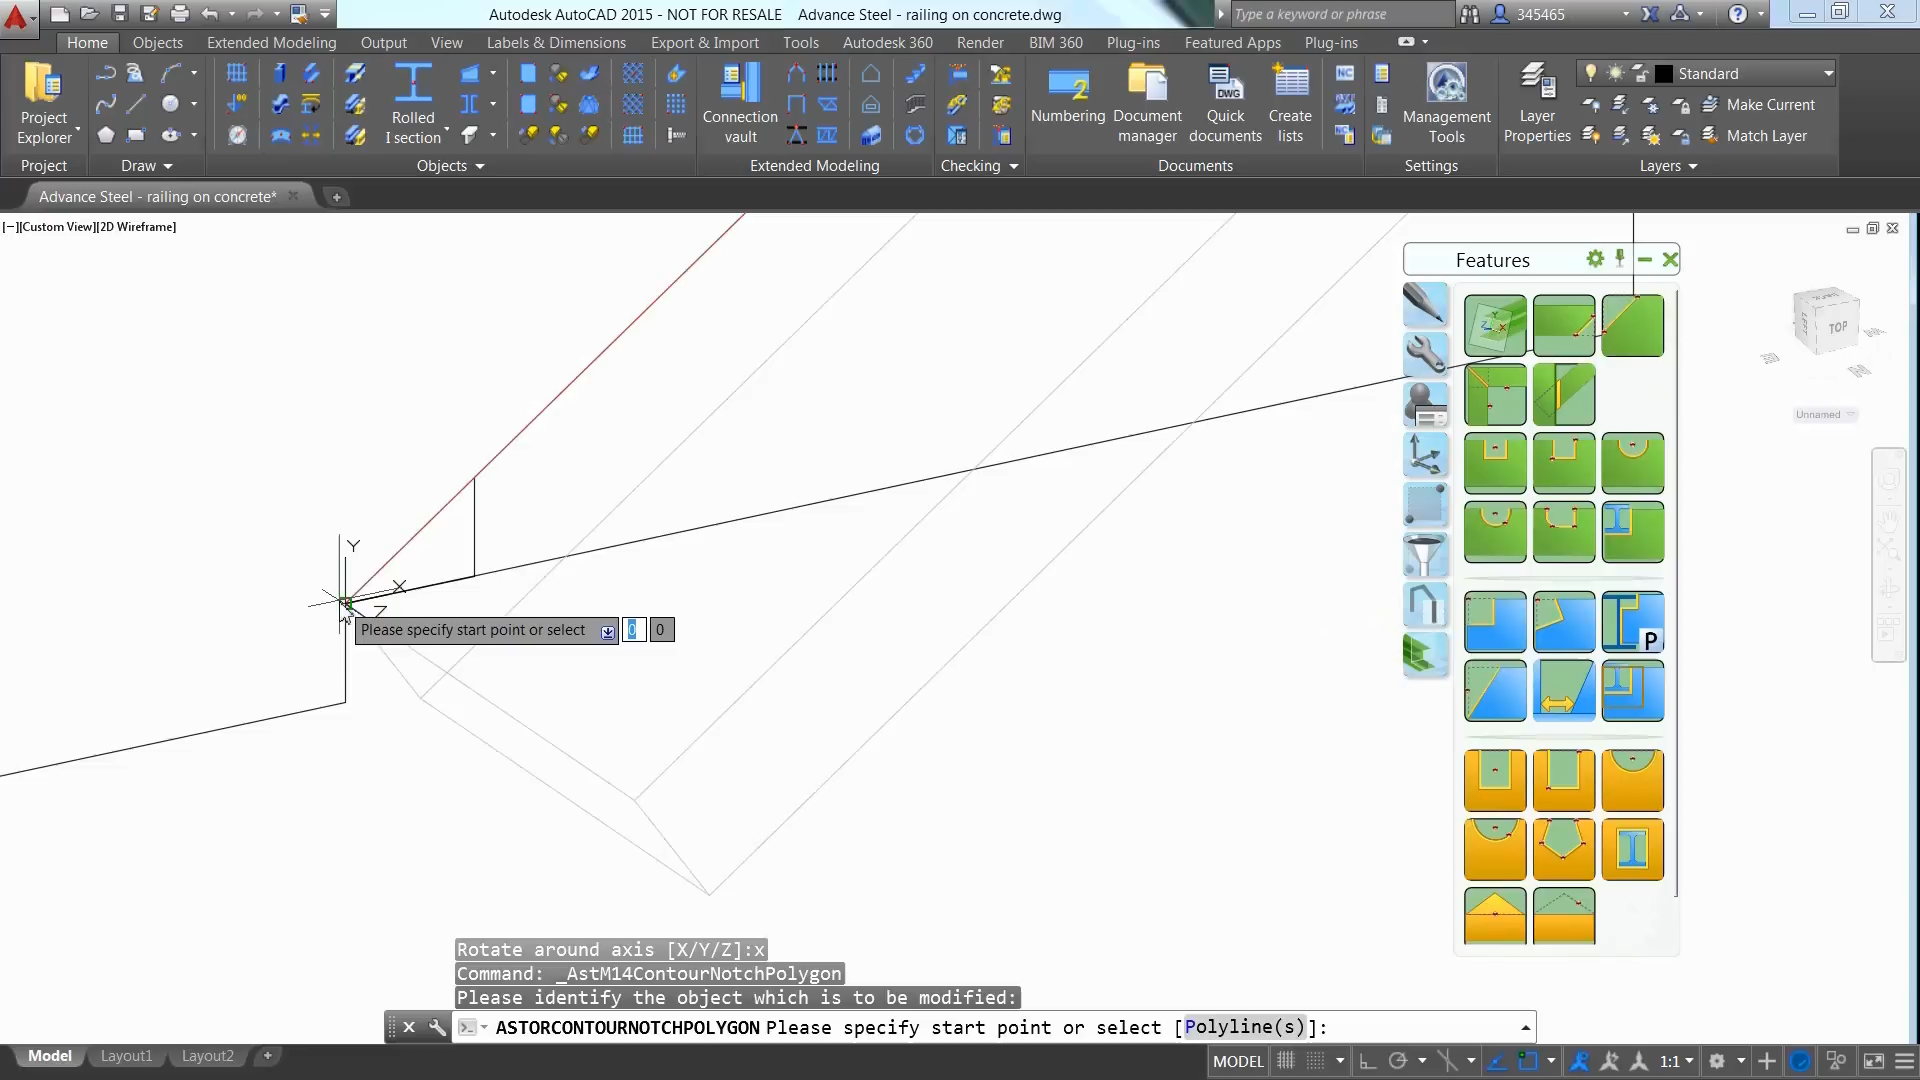 Autodesk AutoCAD 2015 - NOT FOR RESALE Advance Steel - railing on concrete.dwg
Type a keyword or phrase
345465
Home Objects Extended Modeling Output View Labels & Dimensions Export & Import Tools Autodesk 360 Render BIM 360 Plug-ins Featured Apps Plug-ins
Project Explorer
Rolled I section
Connection vault
Numbering
Document manager
Quick documents
Create lists
Management Tools
Layer Properties
Standard
Make Current
Match Layer
Project Draw Objects Extended Modeling Checking Documents Settings Layers
Advance Steel - railing on concrete*
[−][Custom View][2D Wireframe]
Features
TOP
LEFT
Unnamed
Y
X
Z
Please specify start point or select 0 0
P
Rotate around axis [X/Y/Z]:x
Command: _AstM14ContourNotchPolygon
Please identify the object which is to be modified:
ASTORCONTOURNOTCHPOLYGON Please specify start point or select [Polyline(s)]:
Model Layout1 Layout2
MODEL 1:1